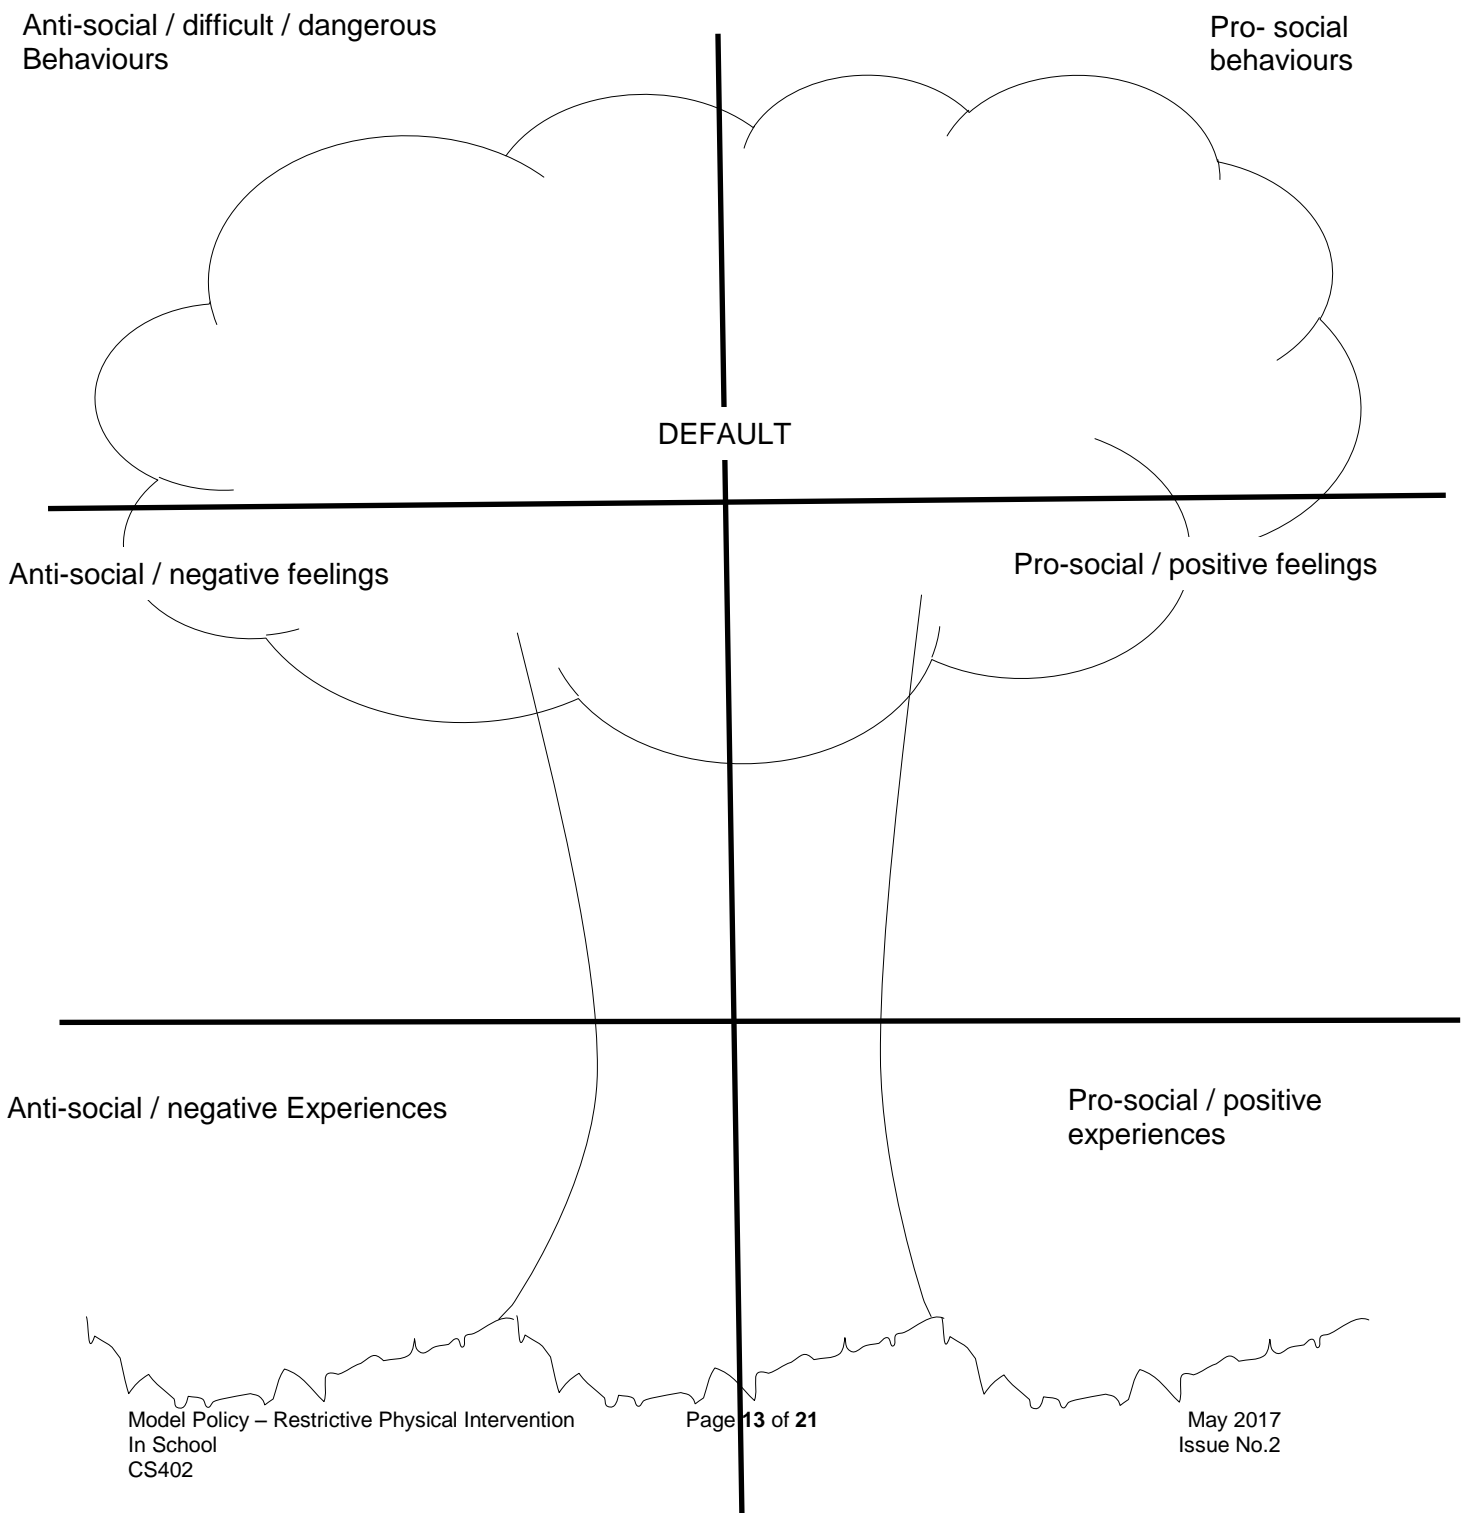 Anti-social / difficult / dangerous
Behaviours
Pro- social
behaviours
DEFAULT
Anti-social / negative feelings
Pro-social / positive feelings
Anti-social / negative Experiences
Pro-social / positive
experiences
Model Policy – Restrictive Physical Intervention
In School
CS402
Page 13 of 21
May 2017
Issue No.2